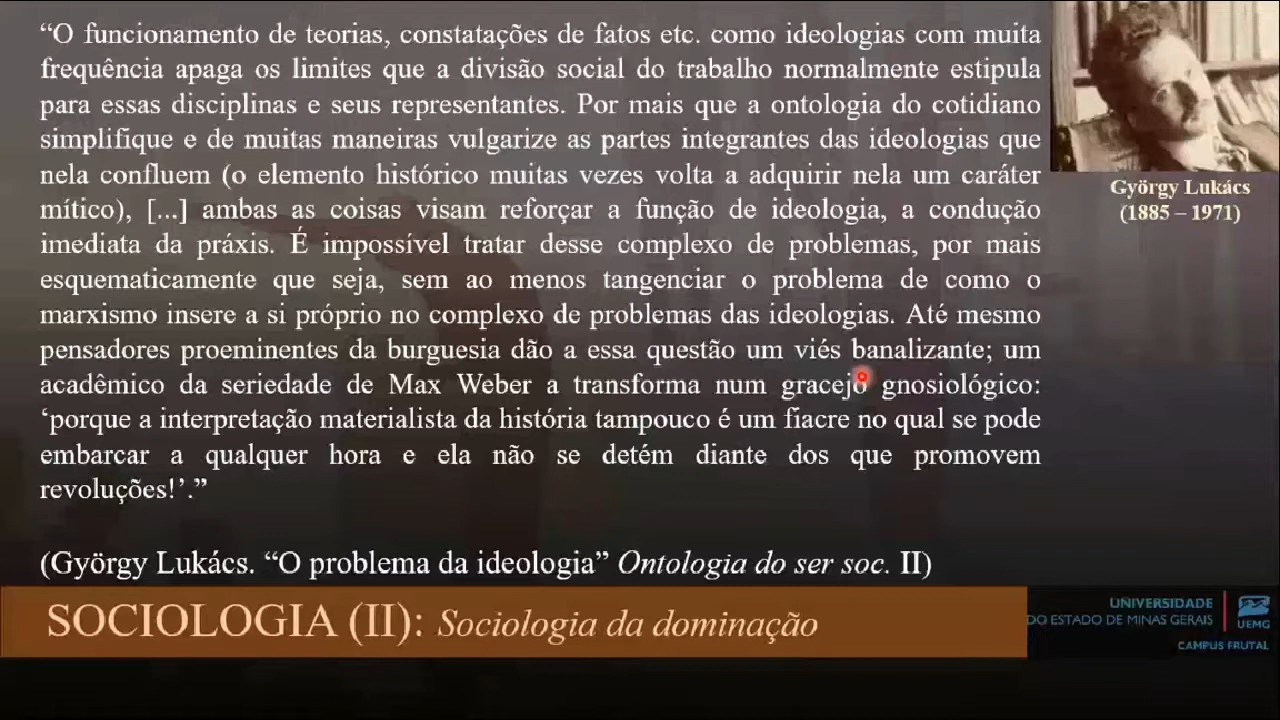 “O funcionamento de teorias, constatações de fatos etc. como ideologias com muita
frequência apaga os limites que a divisão social do trabalho normalmente estipula
para essas disciplinas e seus representantes. Por mais que a ontologia do cotidiano
simplifique e de muitas maneiras vulgarize as partes integrantes das ideologias que
nela confluem (o elemento histórico muitas vezes volta a adquirir nela um caráter
mítico), [...] ambas as coisas visam reforçar a função de ideologia, a condução
imediata da práxis. É impossível tratar desse complexo de problemas, por mais
esquematicamente que seja, sem ao menos tangenciar o problema de como o
marxismo insere a si próprio no complexo de problemas das ideologias. Até mesmo
pensadores proeminentes da burguesia dão a essa questão um viés banalizante; um
acadêmico da seriedade de Max Weber a transforma num gracejo gnosiológico:
‘porque a interpretação materialista da história tampouco é um fiacre no qual se pode
embarcar a qualquer hora e ela não se detém diante dos que promovem
revoluções!’.”
(György Lukács. “O problema da ideologia” Ontologia do ser soc. II)
György Lukács
(1885 – 1971)
SOCIOLOGIA (II): Sociologia da dominação
UNIVERSIDADE
DO ESTADO DE MINAS GERAIS
UEMG
CAMPUS FRUTAL